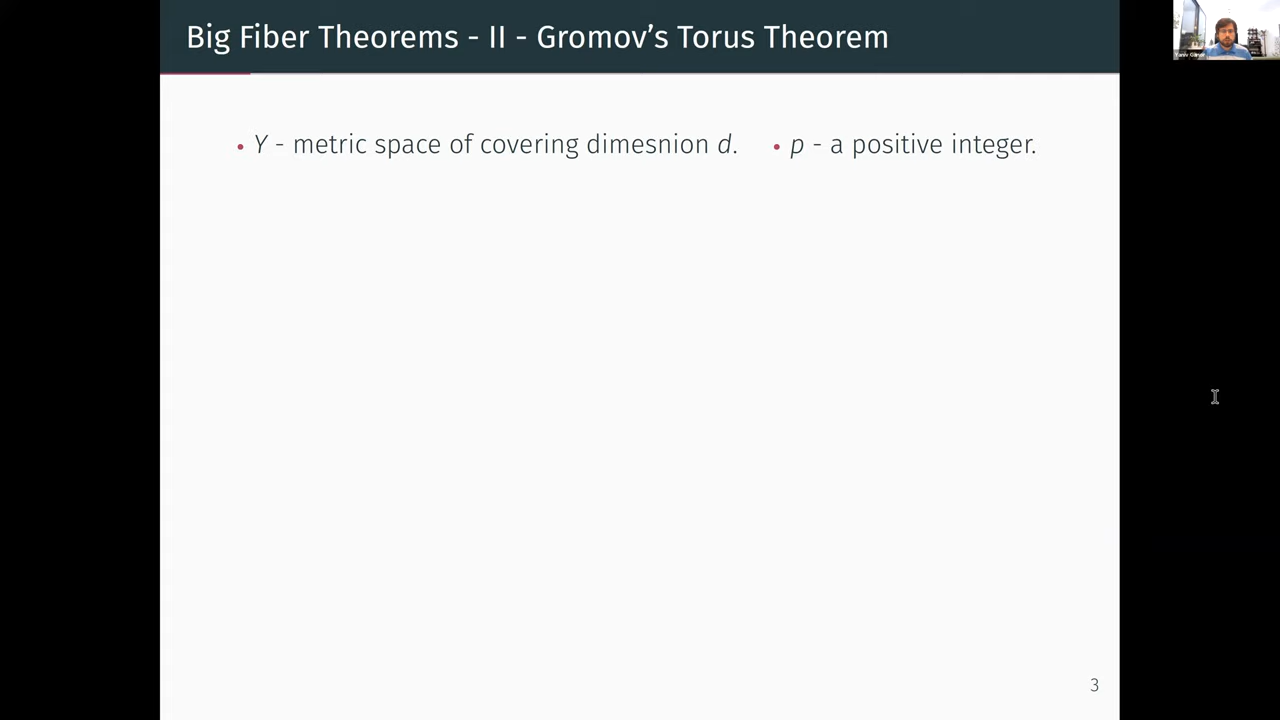 Big Fiber Theorems - II - Gromov's Torus Theorem
• Y - metric space of covering dimesnion d. • p - a positive integer.
3